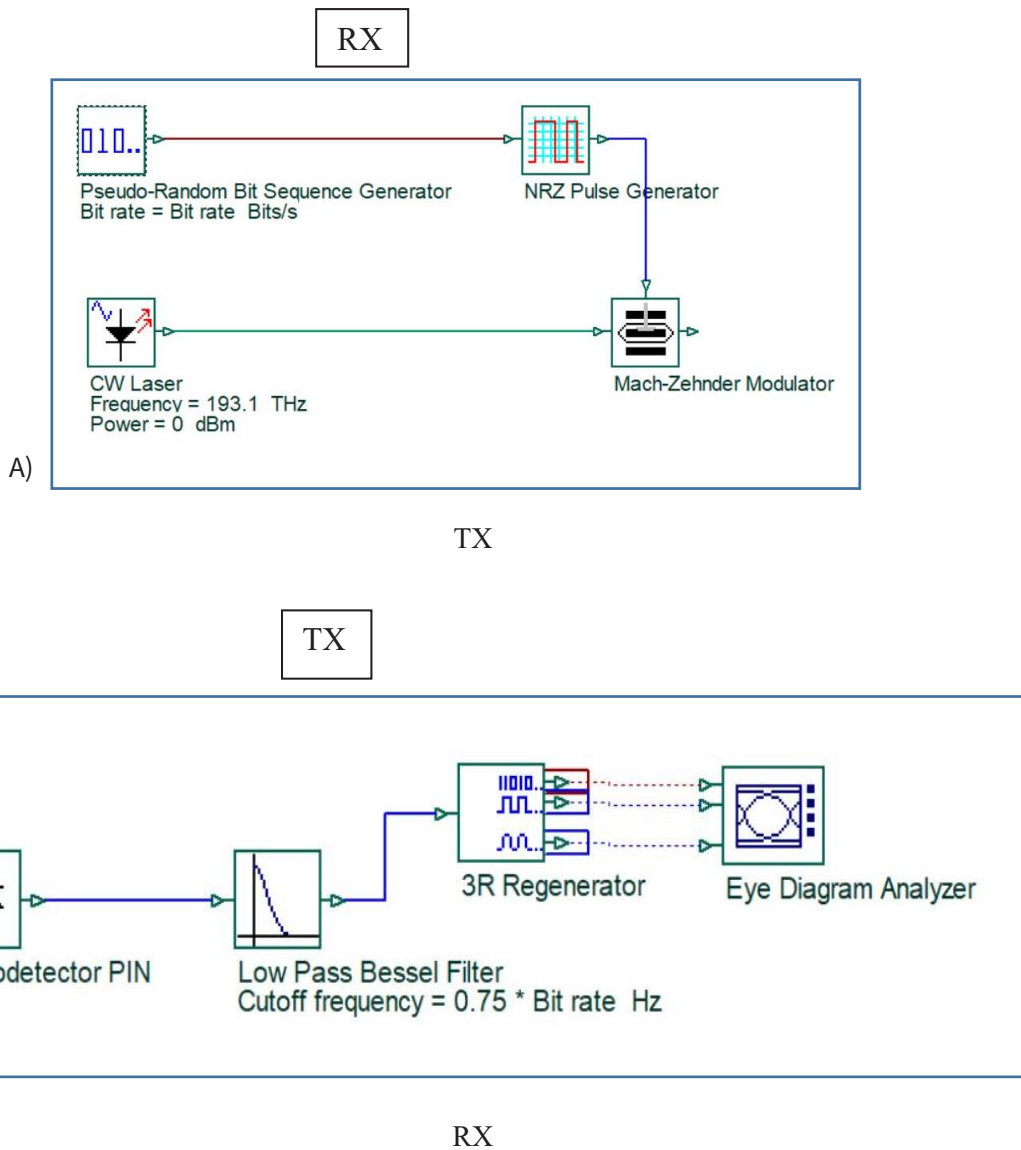 RX
010..
Pseudo-Random Bit Sequence Generator
Bit rate = Bit rate Bits/s
NRZ Pulse Generator
CW Laser
Frequency = 193.1 THz
Power = 0 dBm
Mach-Zehnder Modulator
A)
TX
TX
11010..
3R Regenerator
Eye Diagram Analyzer
odetector PIN
Low Pass Bessel Filter
Cutoff frequency = 0.75 * Bit rate Hz
RX